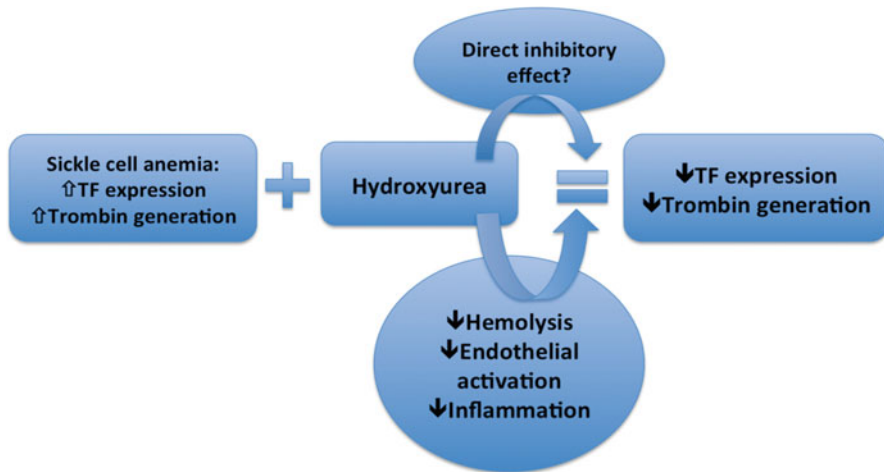 Direct inhibitory
effect?
Sickle cell anemia:
⇧TF expression
⇧Trombin generation
Hydroxyurea
🡫TF expression
🡫Trombin generation
🡫Hemolysis
🡫Endothelial
activation
🡫Inflammation